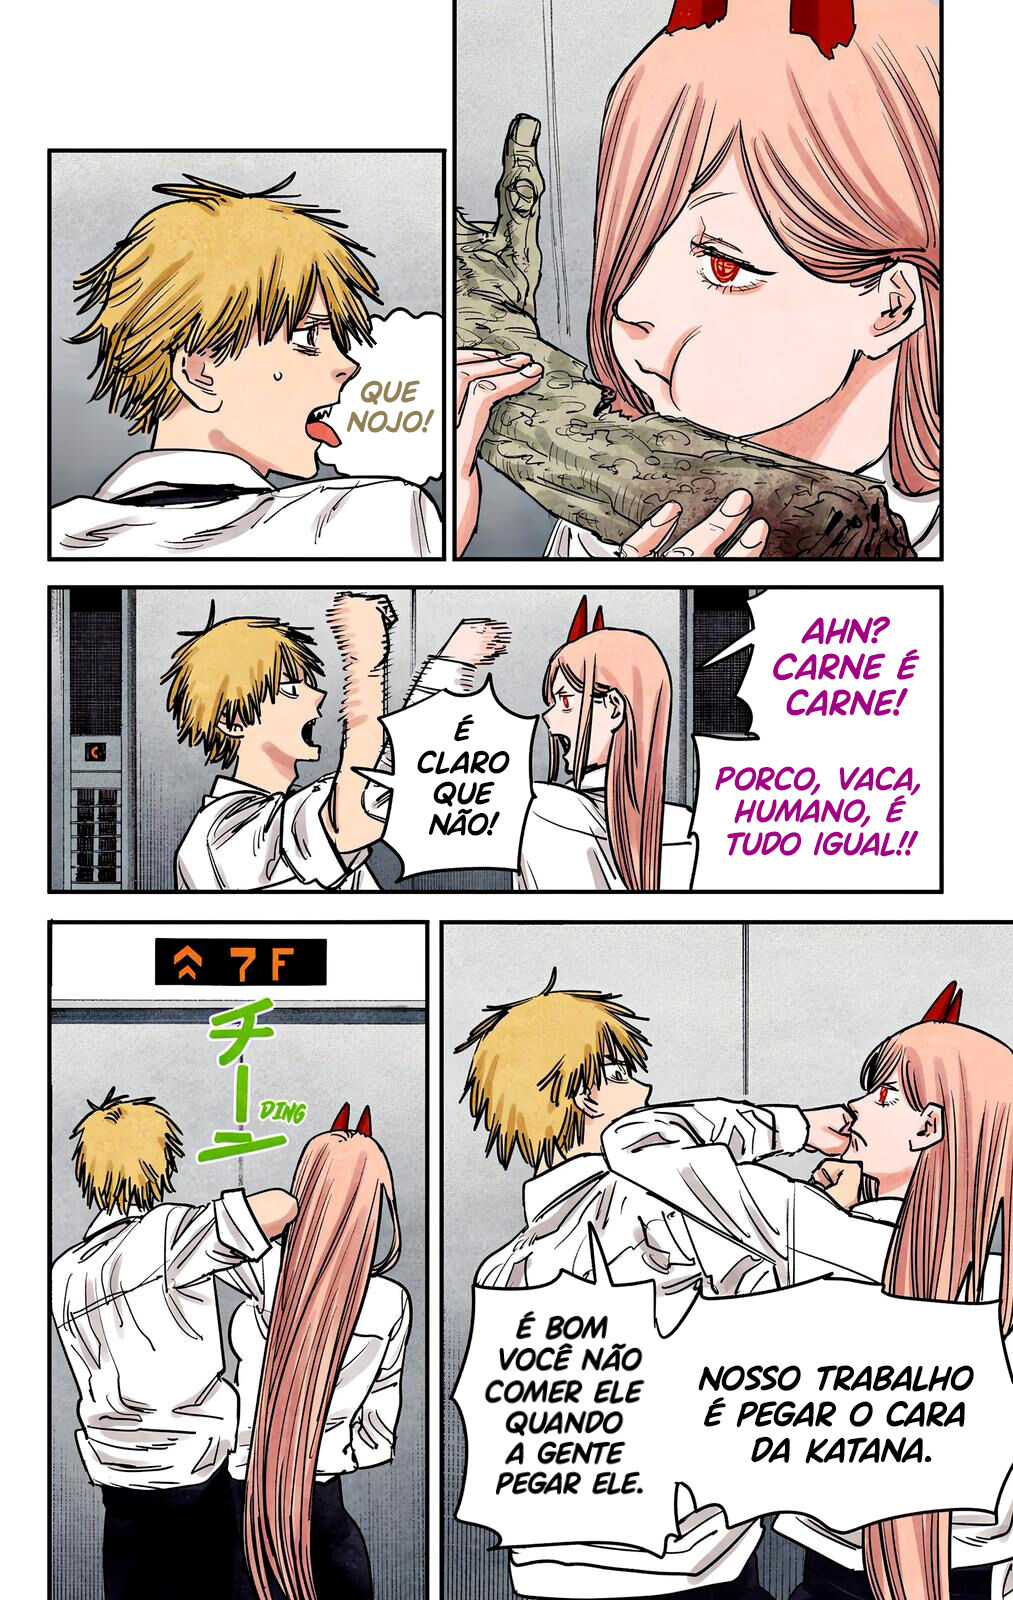 QUE
NOJO!
AHN?
CARNE É
CARNE!
PORCO, VACA,
HUMANO, É
TUDO IGUAL!!
É
CLARO
QUE
NÃO!
7F
チーン
DING
NOSSO TRABALHO
É PEGAR O CARA
DA KATANA.
É BOM
VOCÊ NÃO
COMER ELE
QUANDO
A GENTE
PEGAR ELE.